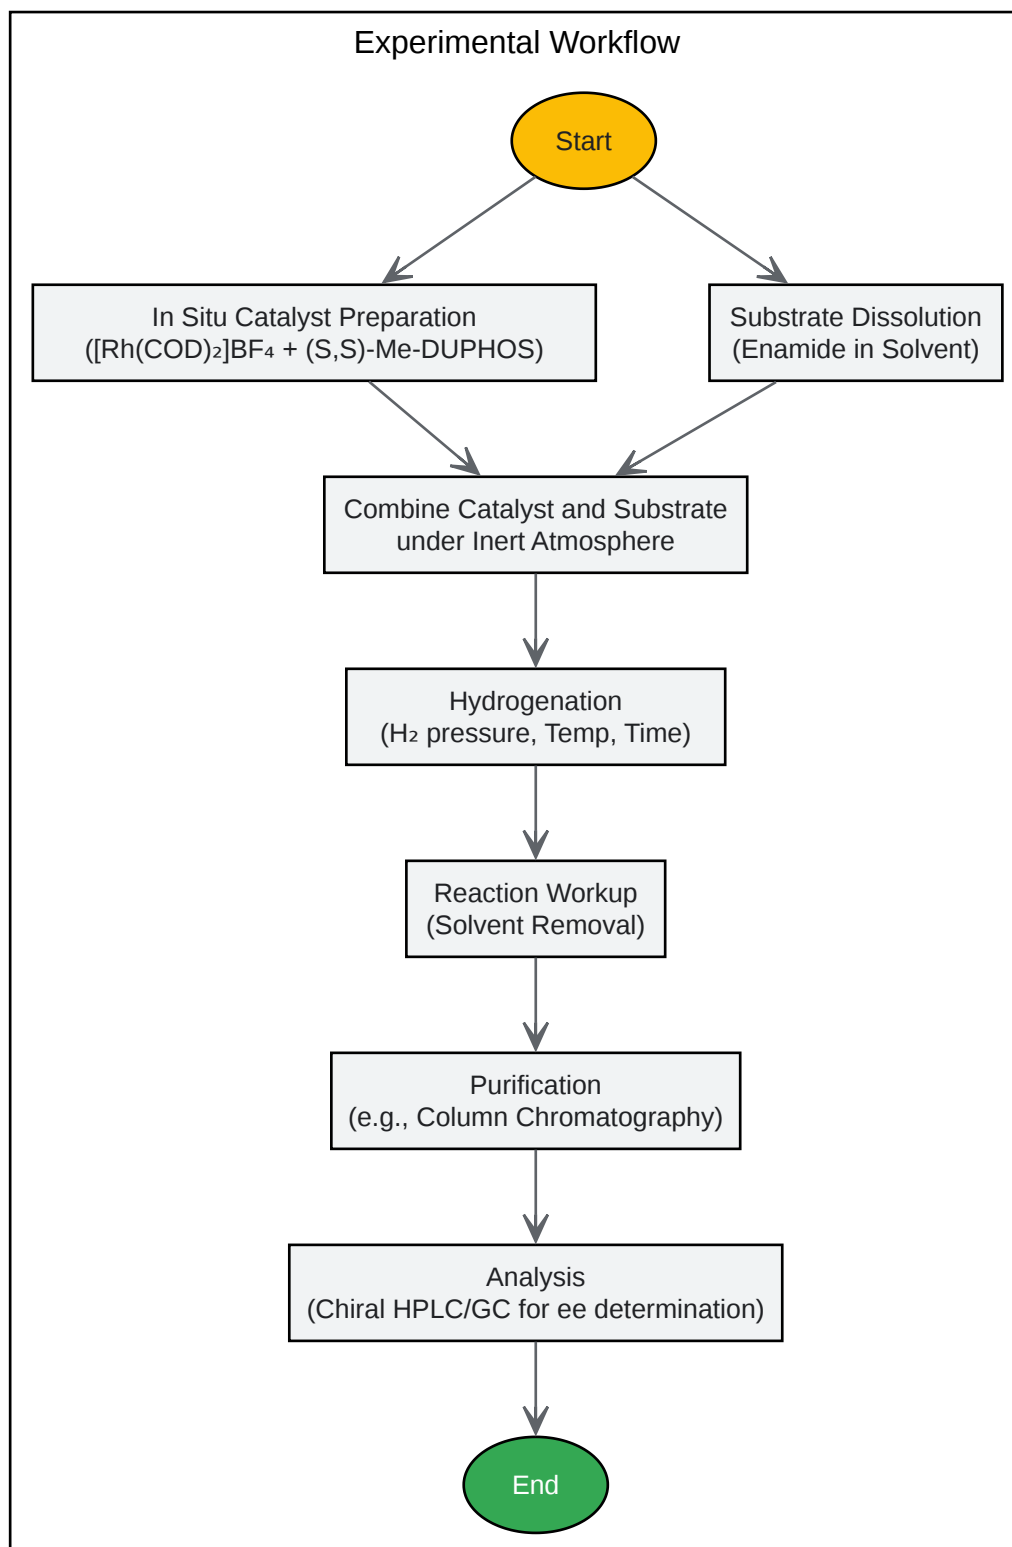 Experimental Workflow
Start
In Situ Catalyst Preparation
([Rh(COD)₂]BF₄ + (S,S)-Me-DUPHOS)
Substrate Dissolution
(Enamide in Solvent)
Combine Catalyst and Substrate
under Inert Atmosphere
Hydrogenation
(H₂ pressure, Temp, Time)
Reaction Workup
(Solvent Removal)
Purification
(e.g., Column Chromatography)
Analysis
(Chiral HPLC/GC for ee determination)
End